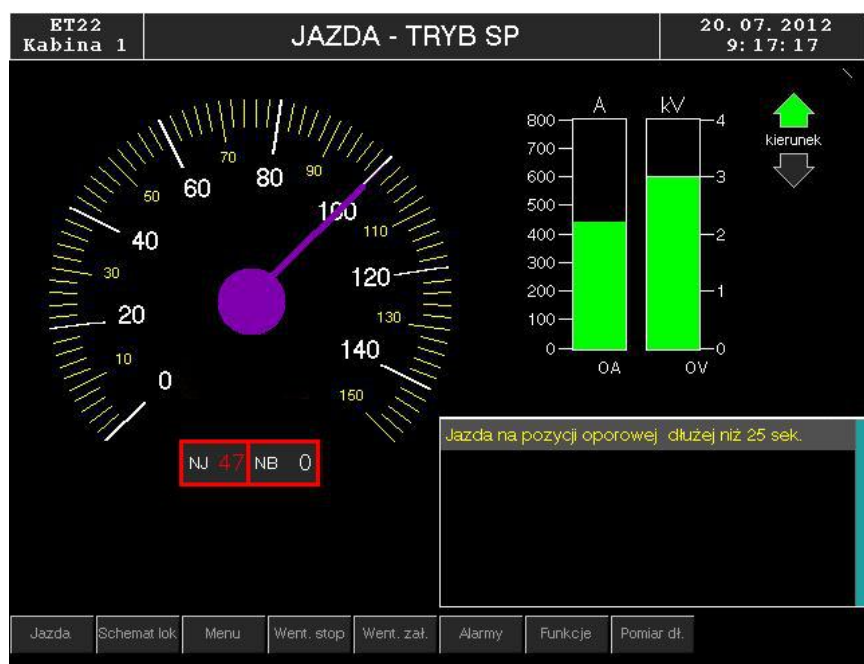 ET22
Kabina 1
JAZDA - TRYB SP
20.07.2012
9:17:17
0
10
20
30
40
50
60
70
80
90
100
110
120
130
140
150
NJ 47 NB 0
A
800
700
600
500
400
300
200
100
0
0A
kV
4
3
2
1
0
0V
kierunek
Jazda na pozycji oporowej dłużej niż 25 sek.
Jazda
Schemat lok
Menu
Went. stop
Went. zał.
Alarmy
Funkcje
Pomiar dł.